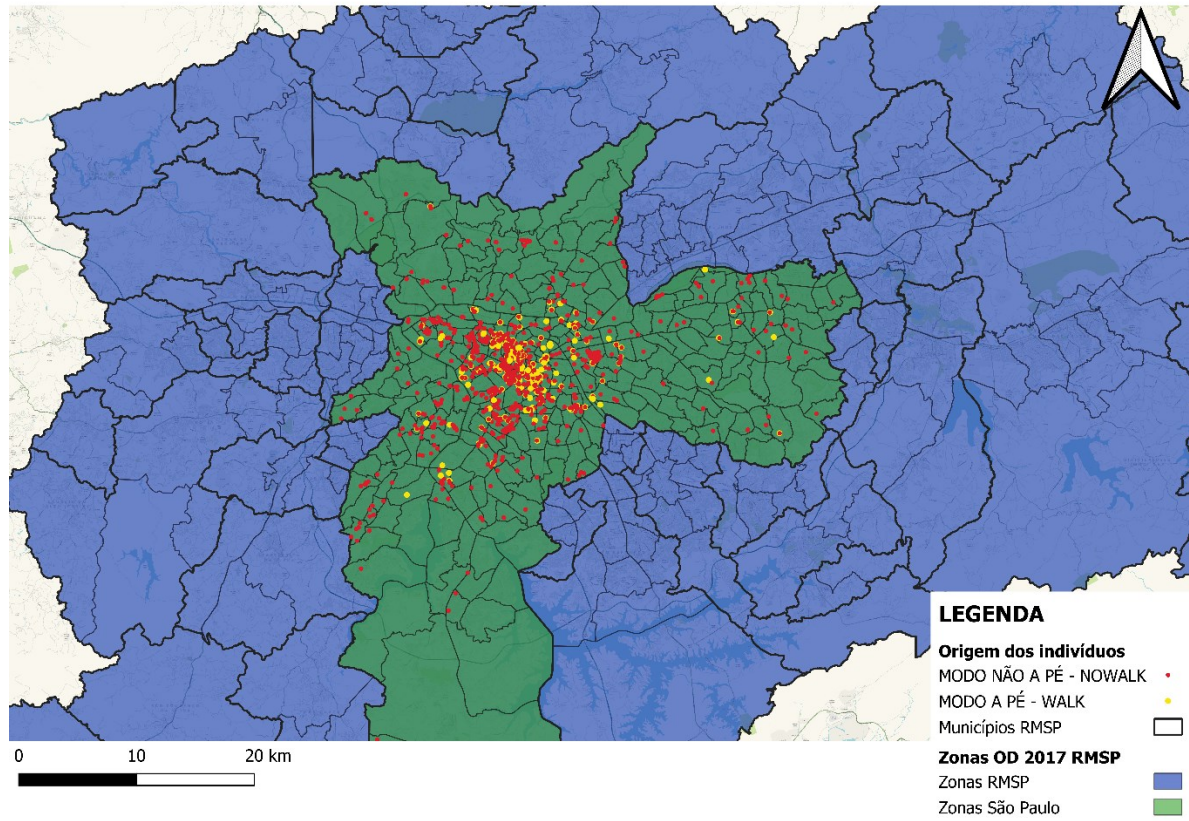 LEGENDA
Origem dos indivíduos
MODO NÃO A PÉ - NOWALK
MODO A PÉ - WALK
Municípios RMSP
Zonas OD 2017 RMSP
Zonas RMSP
Zonas São Paulo
0 10 20 km